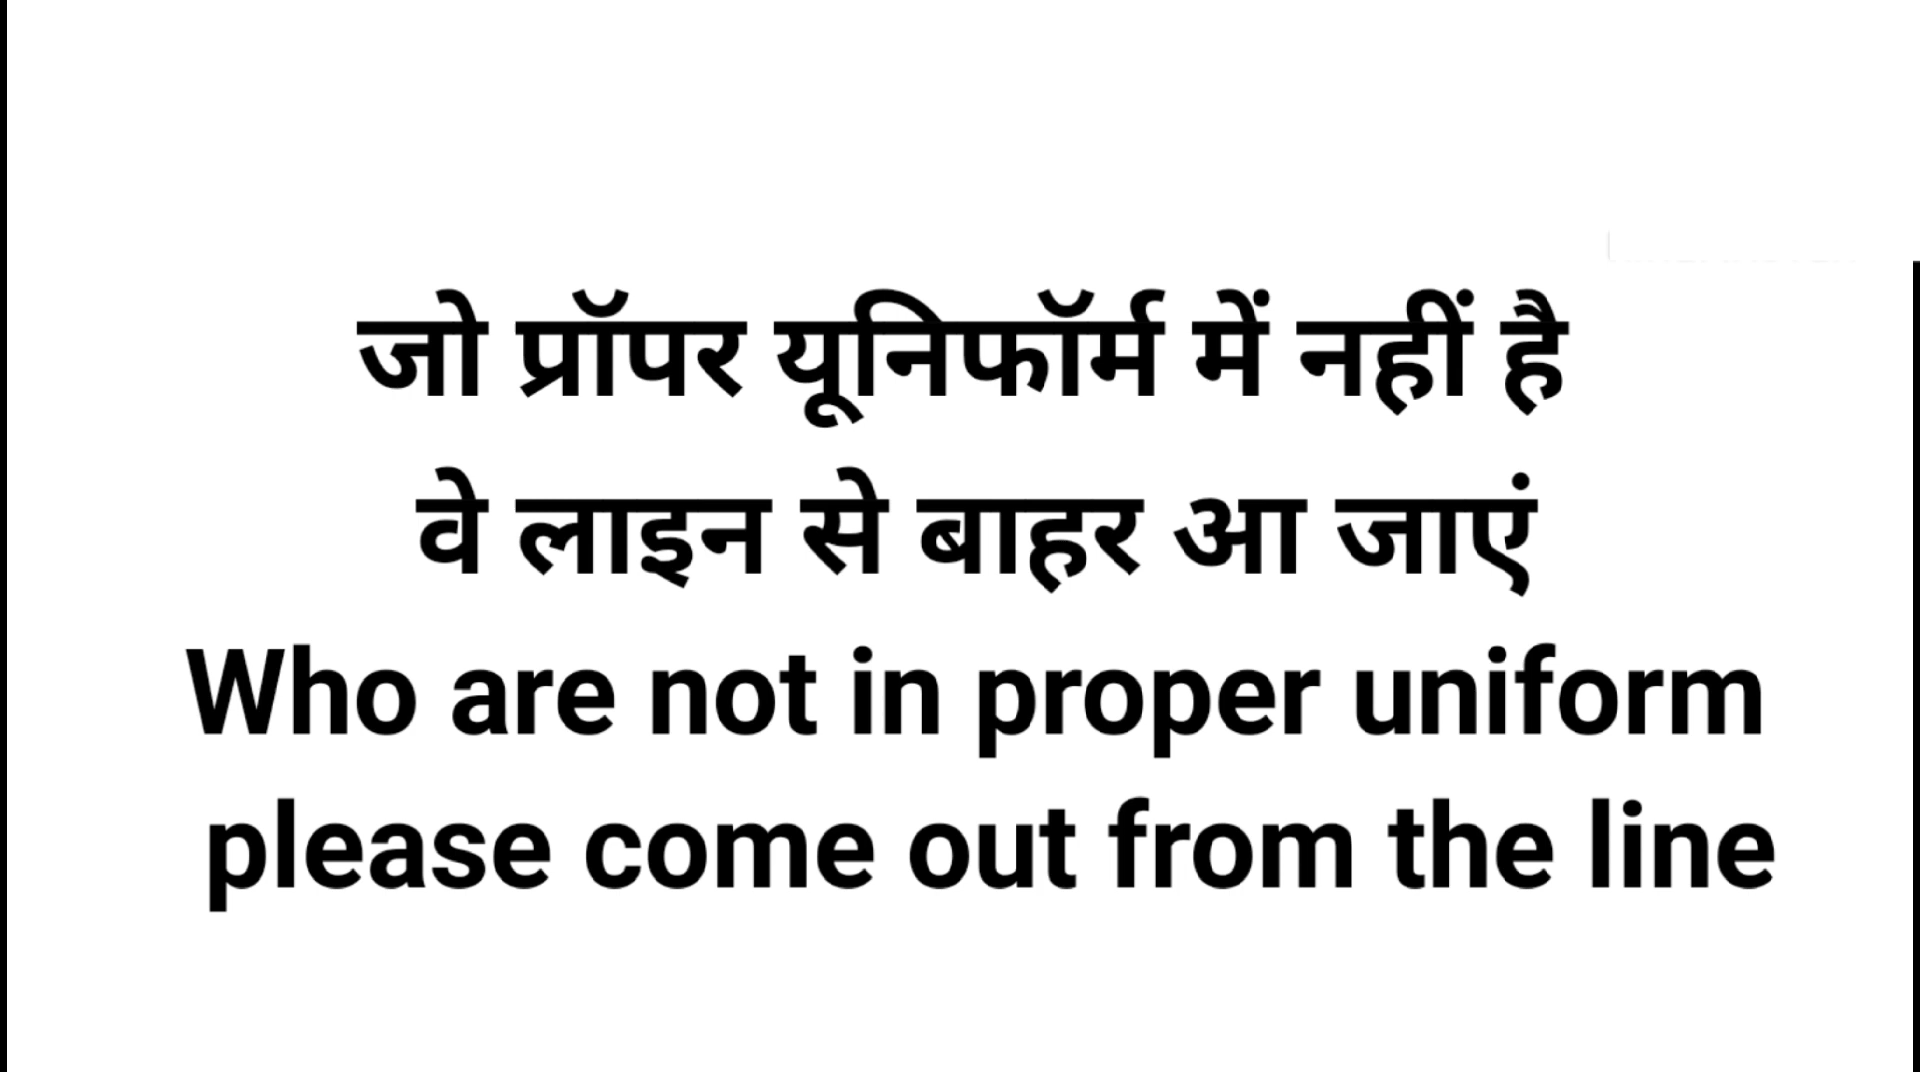 जो प्रॉपर यूनिफॉर्म में नहीं है
वे लाइन से बाहर आ जाएं
Who are not in proper uniform
please come out from the line